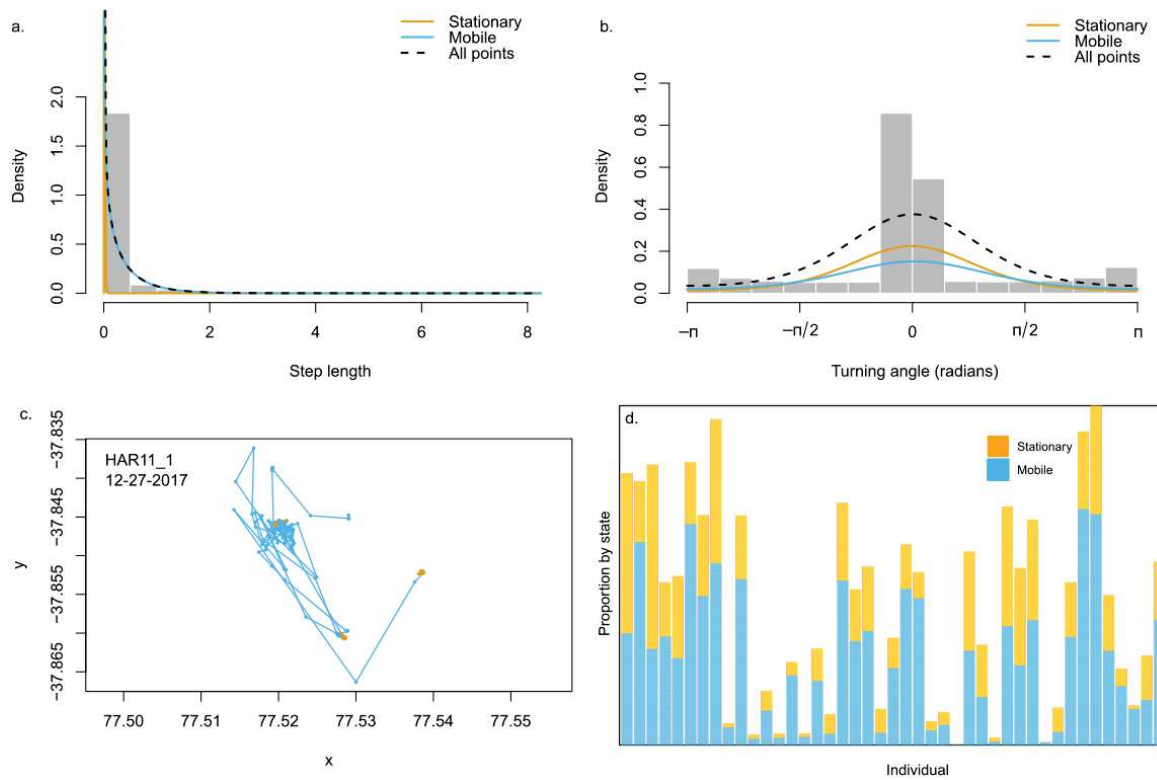 a.
Stationary
Mobile
All points
Density
0.0 0.5 1.0 1.5 2.0
0 2 4 6 8
Step length
b.
Stationary
Mobile
All points
Density
0.0 0.2 0.4 0.6 0.8 1.0
−π −π/2 0 π/2 π
Turning angle (radians)
c.
HAR11_1
12-27-2017
y
-37.865 -37.855 -37.845 -37.835
77.50 77.51 77.52 77.53 77.54 77.55
x
d.
Stationary
Mobile
Proportion by state
Individual